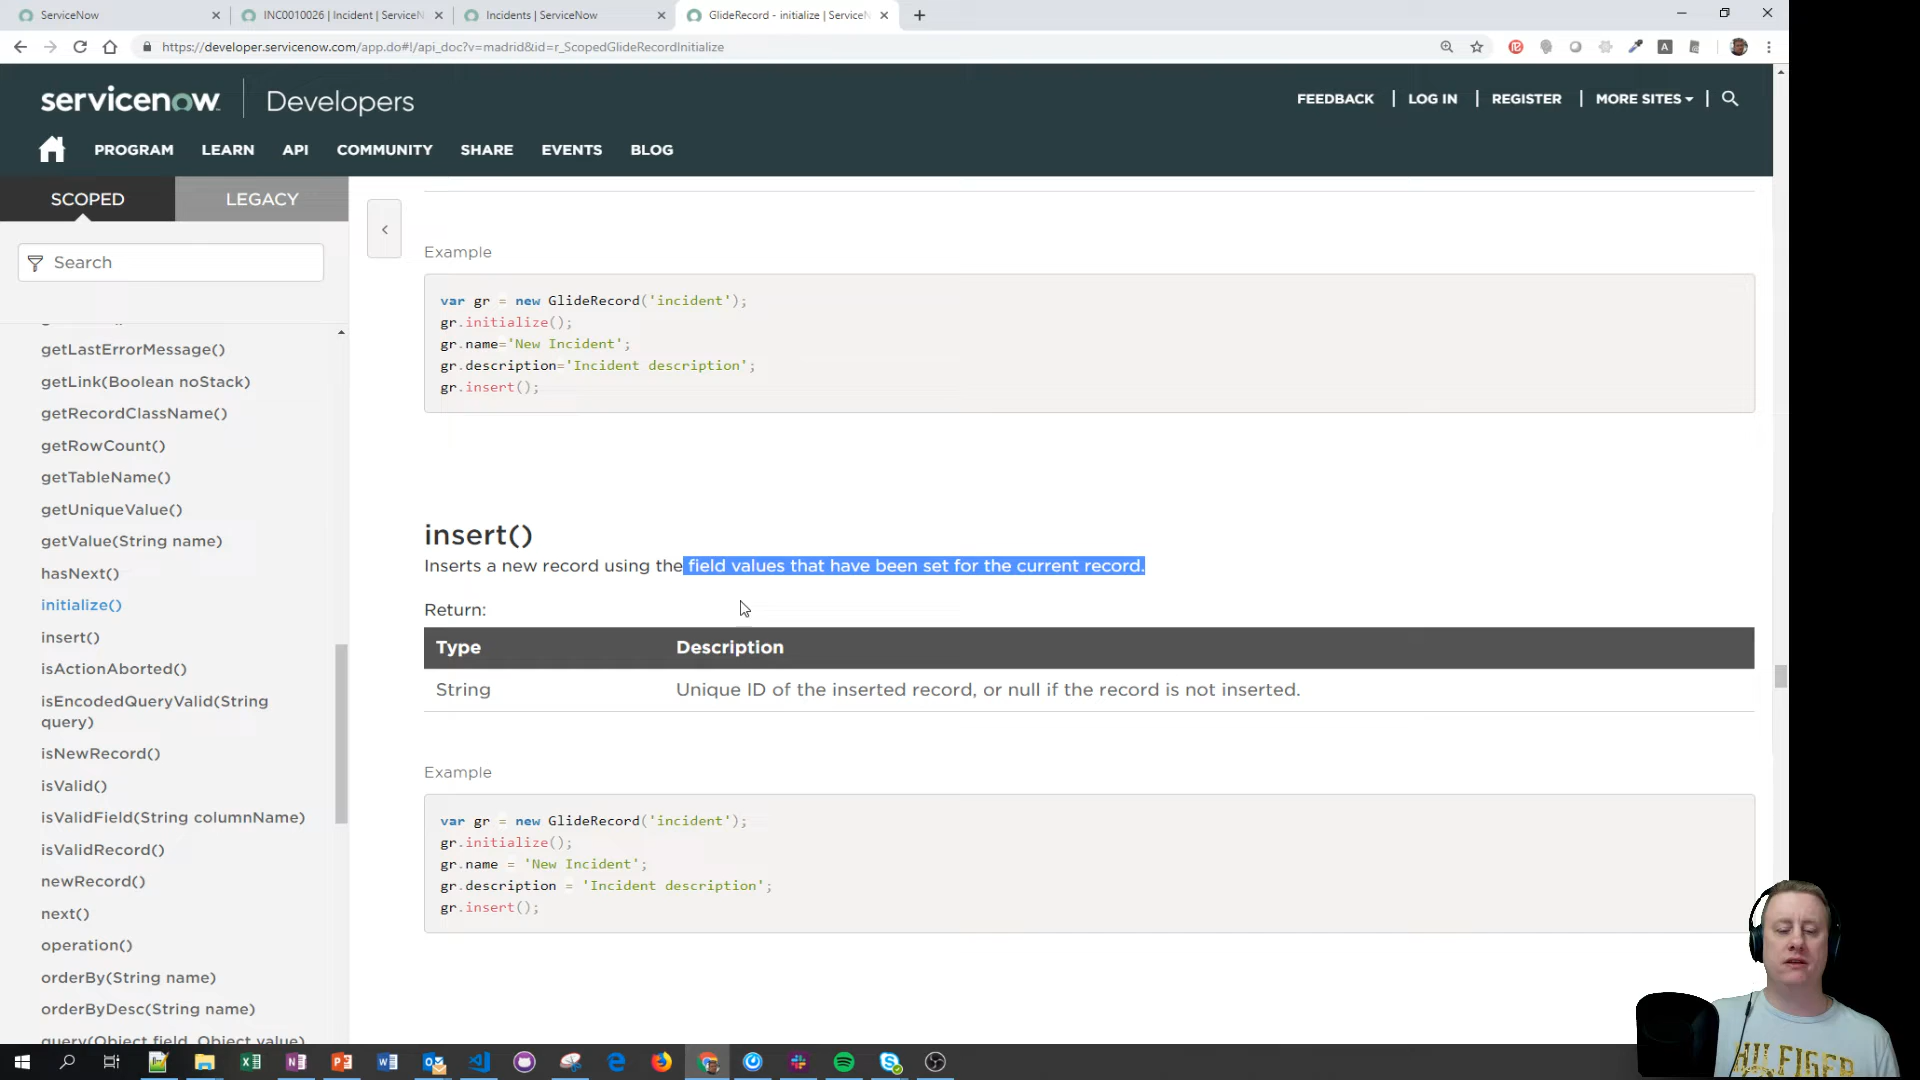 ServiceNow
INC0010026 | Incident | ServiceN
Incidents | ServiceNow
GlideRecord - initialize | ServiceN
https://developer.servicenow.com/app.do#!/api_doc?v=madrid&id=r_ScopedGlideRecordInitialize
servicenow Developers
FEEDBACK
LOG IN
REGISTER
MORE SITES
PROGRAM
LEARN
API
COMMUNITY
SHARE
EVENTS
BLOG
SCOPED
LEGACY
Search
getLastErrorMessage()
getLink(Boolean noStack)
getRecordClassName()
getRowCount()
getTableName()
getUniqueValue()
getValue(String name)
hasNext()
initialize()
insert()
isActionAborted()
isEncodedQueryValid(String
query)
isNewRecord()
isValid()
isValidField(String columnName)
isValidRecord()
newRecord()
next()
operation()
orderBy(String name)
orderByDesc(String name)
query(Object field, Object value)
Example
var gr = new GlideRecord('incident');
gr.initialize();
gr.name='New Incident';
gr.description='Incident description';
gr.insert();
insert()
Inserts a new record using the field values that have been set for the current record.
Return:
Type Description
String Unique ID of the inserted record, or null if the record is not inserted.
Example
var gr = new GlideRecord('incident');
gr.initialize();
gr.name = 'New Incident';
gr.description = 'Incident description';
gr.insert();
HILFIGER